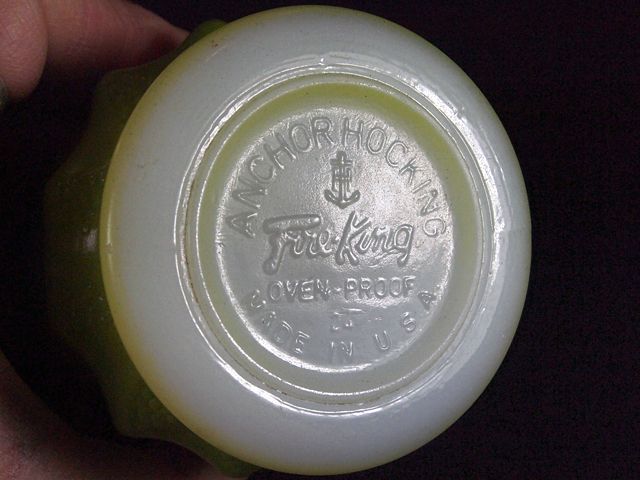 ANCHOR HOCKING
Fire-King
OVEN-PROOF
MADE IN U.S.A.